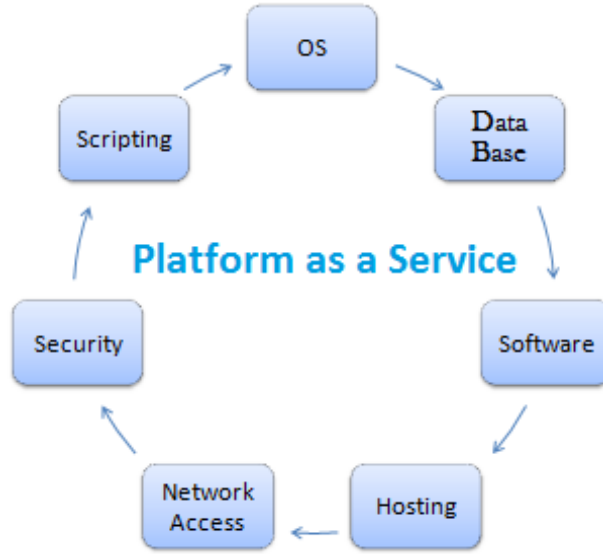 OS
Data
Base
Software
Hosting
Network
Access
Security
Scripting
Platform as a Service